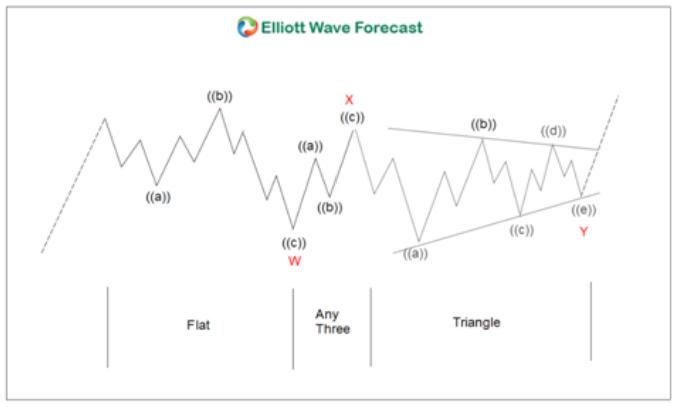 Elliott Wave Forecast
((b))
X
((c))
((b))
((d))
((a))
((a))
((b))
((c))
W
((a))
((c))
((e))
Y
Flat
Any
Three
Triangle